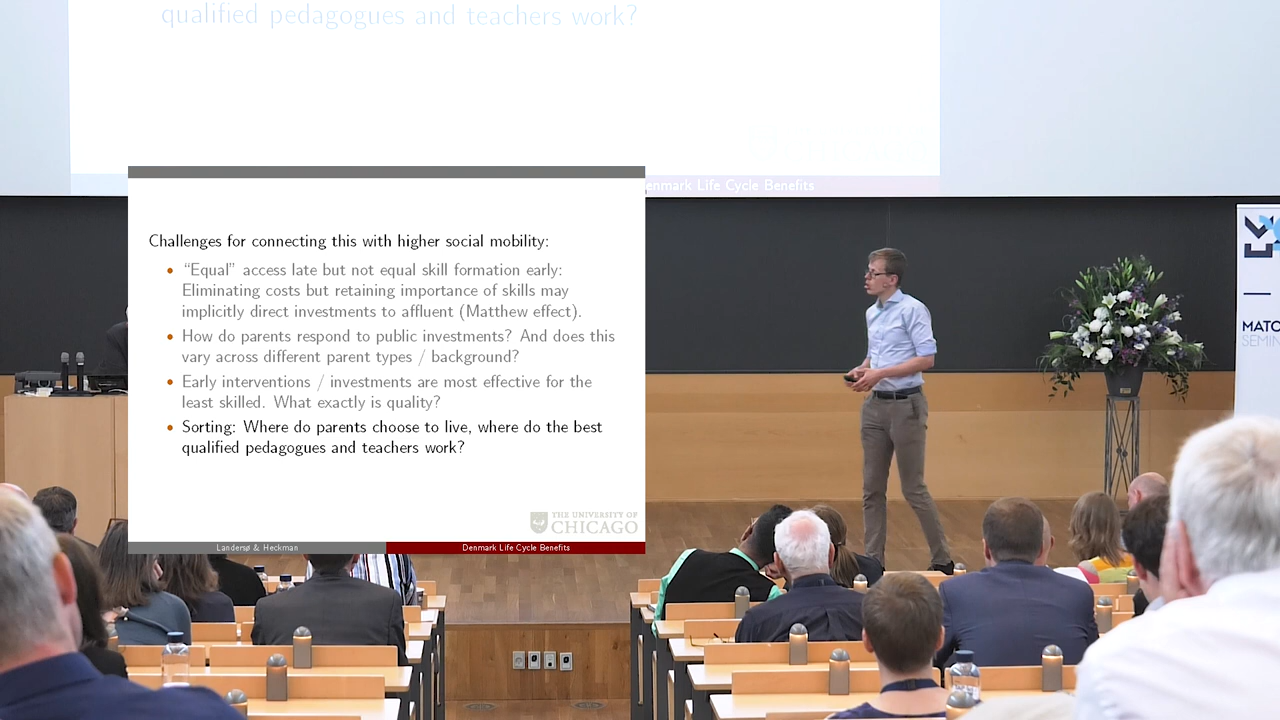 qualified pedagogues and teachers work?
enmark Life Cycle Benefits
Challenges for connecting this with higher social mobility:
• “Equal” access late but not equal skill formation early:
Eliminating costs but retaining importance of skills may
implicitly direct investments to affluent (Matthew effect).
• How do parents respond to public investments? And does this
vary across different parent types / background?
• Early interventions / investments are most effective for the
least skilled. What exactly is quality?
• Sorting: Where do parents choose to live, where do the best
qualified pedagogues and teachers work?
THE UNIVERSITY OF
CHICAGO
Landersø & Heckman
Denmark Life Cycle Benefits
MATO
SEMIN